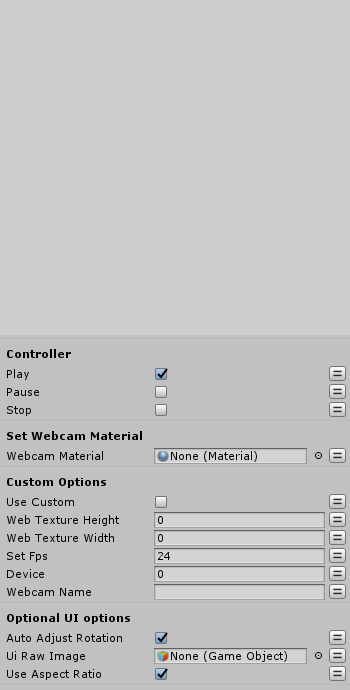 Controller
Play
Pause
Stop
Set Webcam Material
Webcam Material None (Material)
Custom Options
Use Custom
Web Texture Height 0
Web Texture Width 0
Set Fps 24
Device 0
Webcam Name
Optional UI options
Auto Adjust Rotation
Ui Raw Image None (Game Object)
Use Aspect Ratio